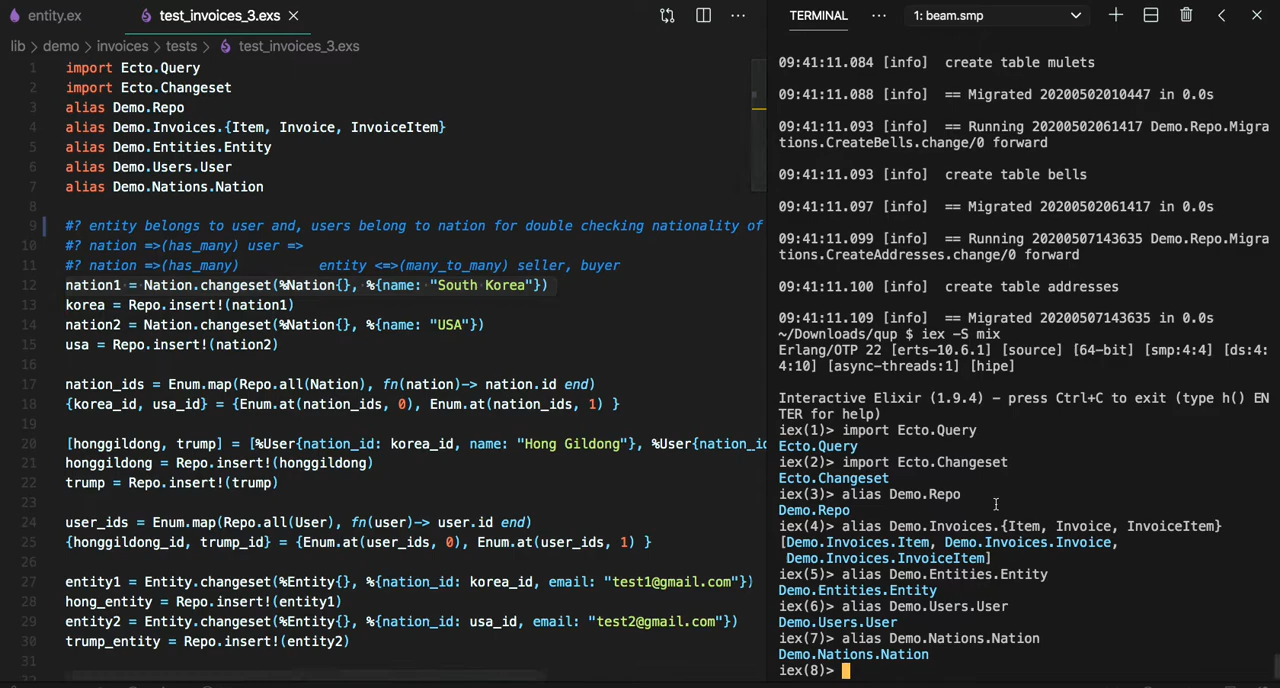 entity.ex
test_invoices_3.exs
lib > demo > invoices > tests > test_invoices_3.exs
1 import Ecto.Query
2 import Ecto.Changeset
3 alias Demo.Repo
4 alias Demo.Invoices.{Item, Invoice, InvoiceItem}
5 alias Demo.Entities.Entity
6 alias Demo.Users.User
7 alias Demo.Nations.Nation
8
9 #? entity belongs to user and, users belong to nation for double checking nationality of
10 #? nation =>(has_many) user =>
11 #? nation =>(has_many) entity <=>(many_to_many) seller, buyer
12 nation1 = Nation.changeset(%Nation{}, %{name: "South Korea"})
13 korea = Repo.insert!(nation1)
14 nation2 = Nation.changeset(%Nation{}, %{name: "USA"})
15 usa = Repo.insert!(nation2)
16
17 nation_ids = Enum.map(Repo.all(Nation), fn(nation)-> nation.id end)
18 {korea_id, usa_id} = {Enum.at(nation_ids, 0), Enum.at(nation_ids, 1) }
19
20 [honggildong, trump] = [%User{nation_id: korea_id, name: "Hong Gildong"}, %User{nation_id
21 honggildong = Repo.insert!(honggildong)
22 trump = Repo.insert!(trump)
23
24 user_ids = Enum.map(Repo.all(User), fn(user)-> user.id end)
25 {honggildong_id, trump_id} = {Enum.at(user_ids, 0), Enum.at(user_ids, 1) }
26
27 entity1 = Entity.changeset(%Entity{}, %{nation_id: korea_id, email: "test1@gmail.com"})
28 hong_entity = Repo.insert!(entity1)
29 entity2 = Entity.changeset(%Entity{}, %{nation_id: usa_id, email: "test2@gmail.com"})
30 trump_entity = Repo.insert!(entity2)
31
TERMINAL
1: beam.smp
09:41:11.084 [info]  create table mulets
09:41:11.088 [info]  == Migrated 20200502010447 in 0.0s
09:41:11.093 [info]  == Running 20200502061417 Demo.Repo.Migra
tions.CreateBells.change/0 forward
09:41:11.093 [info]  create table bells
09:41:11.097 [info]  == Migrated 20200502061417 in 0.0s
09:41:11.099 [info]  == Running 20200507143635 Demo.Repo.Migra
tions.CreateAddresses.change/0 forward
09:41:11.100 [info]  create table addresses
09:41:11.109 [info]  == Migrated 20200507143635 in 0.0s
~/Downloads/qup $ iex -S mix
Erlang/OTP 22 [erts-10.6.1] [source] [64-bit] [smp:4:4] [ds:4:
4:10] [async-threads:1] [hipe]
Interactive Elixir (1.9.4) - press Ctrl+C to exit (type h() EN
TER for help)
iex(1)> import Ecto.Query
Ecto.Query
iex(2)> import Ecto.Changeset
Ecto.Changeset
iex(3)> alias Demo.Repo
Demo.Repo
iex(4)> alias Demo.Invoices.{Item, Invoice, InvoiceItem}
[Demo.Invoices.Item, Demo.Invoices.Invoice,
Demo.Invoices.InvoiceItem]
iex(5)> alias Demo.Entities.Entity
Demo.Entities.Entity
iex(6)> alias Demo.Users.User
Demo.Users.User
iex(7)> alias Demo.Nations.Nation
Demo.Nations.Nation
iex(8)>